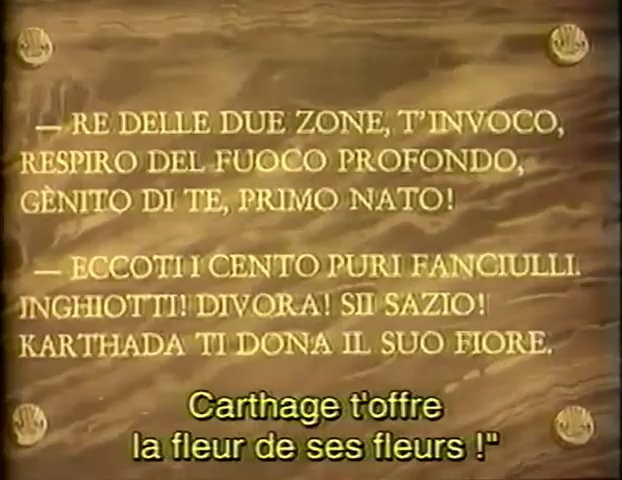 — RE DELLE DUE ZONE, T'INVOCO,
RESPIRO DEL FUOCO PROFONDO,
GÈNITO DI TE, PRIMO NATO!
— ECCOTI I CENTO PURI FANCIULLI.
INGHIOTTI! DIVORA! SII SAZIO!
KARTHADA TI DONA IL SUO FIORE.
Carthage t'offre
la fleur de ses fleurs !"